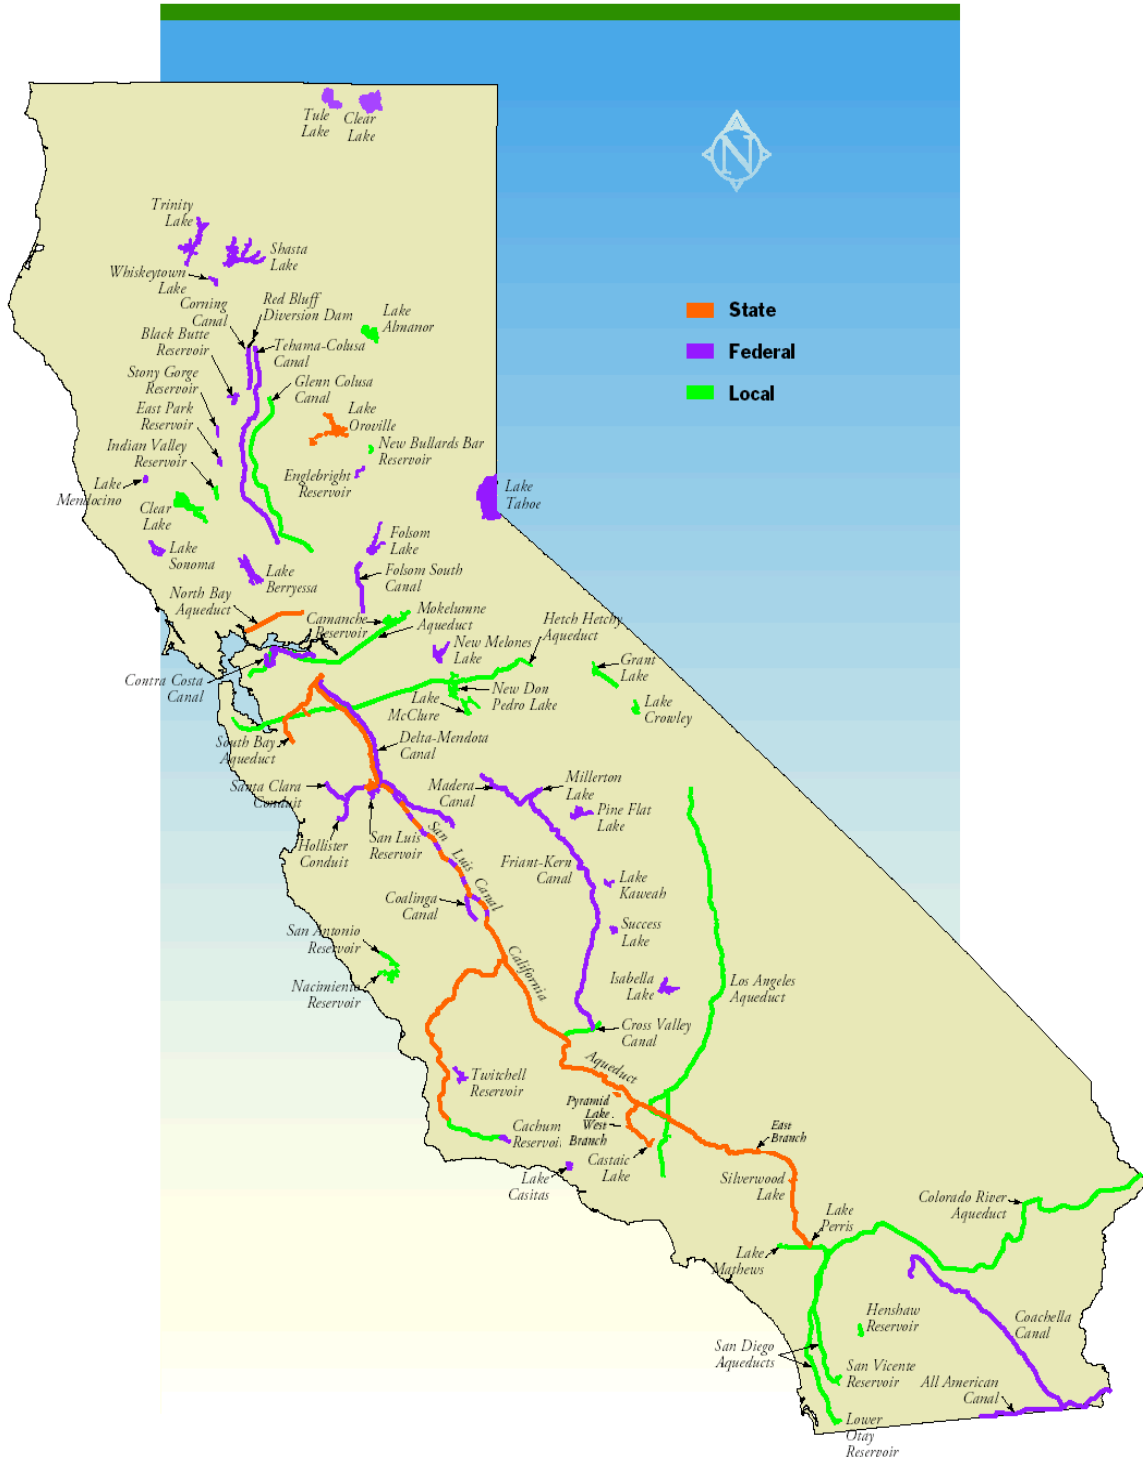 N
Tule
Lake
Clear
Lake
Trinity
Lake
Shasta
Lake
Whiskeytown
Lake
State
Federal
Local
Corning
Canal
Red Bluff
Diversion Dam
Lake
Almanor
Black Butte
Reservoir
Tehama-Colusa
Canal
Stony Gorge
Reservoir
Glenn Colusa
Canal
East Park
Reservoir
Lake
Oroville
Indian Valley
Reservoir
New Bullards Bar
Reservoir
Englebright
Reservoir
Lake
Mendocino
Lake
Tahoe
Clear
Lake
Lake
Sonoma
Folsom
Lake
Lake
Berryessa
Folsom South
Canal
North Bay
Aqueduct
Camanche
Reservoir
Mokelumne
Aqueduct
Hetch Hetchy
Aqueduct
New Melones
Lake
Grant
Lake
Contra Costa
Canal
New Don
Pedro Lake
Lake
McClure
Lake
Crowley
South Bay
Aqueduct
Delta-Mendota
Canal
Santa Clara
Conduit
Madera
Canal
Millerton
Lake
Pine Flat
Lake
Hollister
Conduit
San Luis
Reservoir
San Luis Canal
Friant-Kern
Canal
Lake
Kaweah
Coalinga
Canal
Success
Lake
San Antonio
Reservoir
Nacimiento
Reservoir
California
Isabella
Lake
Los Angeles
Aqueduct
Cross Valley
Canal
Aqueduct
Twitchell
Reservoir
Pyramid
Lake
West
Branch
Cachum
Reservoi
Castaic
Lake
East
Branch
Lake
Casitas
Silverwood
Lake
Lake
Perris
Colorado River
Aqueduct
Lake
Mathews
Henshaw
Reservoir
Coachella
Canal
San Diego
Aqueducts
San Vicente
Reservoir
All American
Canal
Lower
Otay
Reservoir